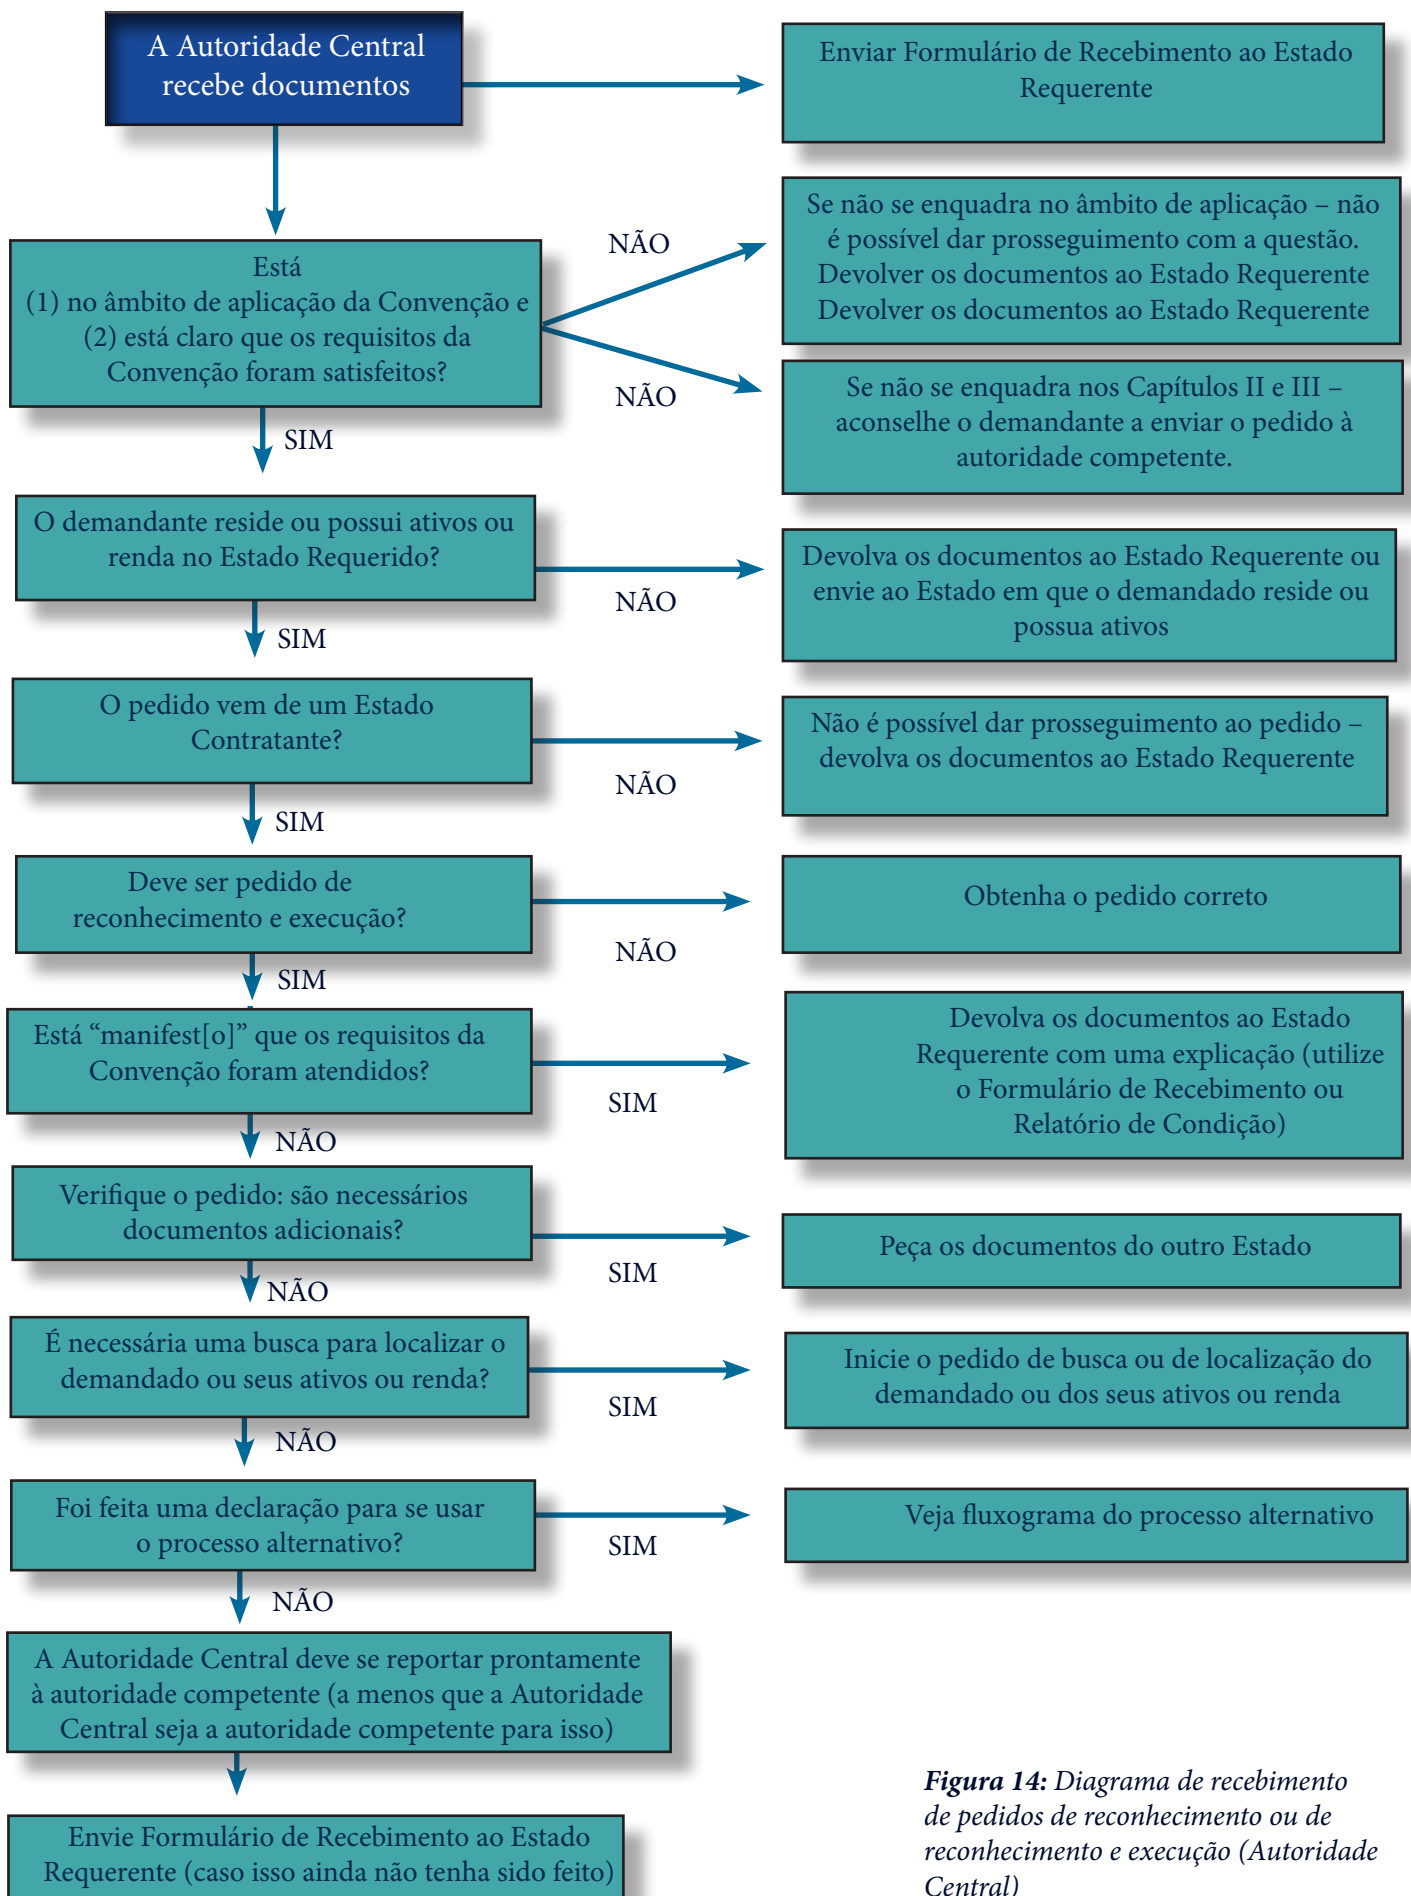 A Autoridade Central
recebe documentos
Enviar Formulário de Recebimento ao Estado
Requerente
Está
(1) no âmbito de aplicação da Convenção e
(2) está claro que os requisitos da
Convenção foram satisfeitos?
NÃO
Se não se enquadra no âmbito de aplicação – não
é possível dar prosseguimento com a questão.
Devolver os documentos ao Estado Requerente
Devolver os documentos ao Estado Requerente
NÃO
Se não se enquadra nos Capítulos II e III –
aconselhe o demandante a enviar o pedido à
autoridade competente.
SIM
O demandante reside ou possui ativos ou
renda no Estado Requerido?
NÃO
Devolva os documentos ao Estado Requerente ou
envie ao Estado em que o demandado reside ou
possua ativos
SIM
O pedido vem de um Estado
Contratante?
NÃO
Não é possível dar prosseguimento ao pedido –
devolva os documentos ao Estado Requerente
SIM
Deve ser pedido de
reconhecimento e execução?
NÃO
Obtenha o pedido correto
SIM
Está “manifest[o]” que os requisitos da
Convenção foram atendidos?
SIM
Devolva os documentos ao Estado
Requerente com uma explicação (utilize
o Formulário de Recebimento ou
Relatório de Condição)
NÃO
Verifique o pedido: são necessários
documentos adicionais?
SIM
Peça os documentos do outro Estado
NÃO
É necessária uma busca para localizar o
demandado ou seus ativos ou renda?
SIM
Inicie o pedido de busca ou de localização do
demandado ou dos seus ativos ou renda
NÃO
Foi feita uma declaração para se usar
o processo alternativo?
SIM
Veja fluxograma do processo alternativo
NÃO
A Autoridade Central deve se reportar prontamente
à autoridade competente (a menos que a Autoridade
Central seja a autoridade competente para isso)
Envie Formulário de Recebimento ao Estado
Requerente (caso isso ainda não tenha sido feito)
Figura 14: Diagrama de recebimento
de pedidos de reconhecimento ou de
reconhecimento e execução (Autoridade
Central)